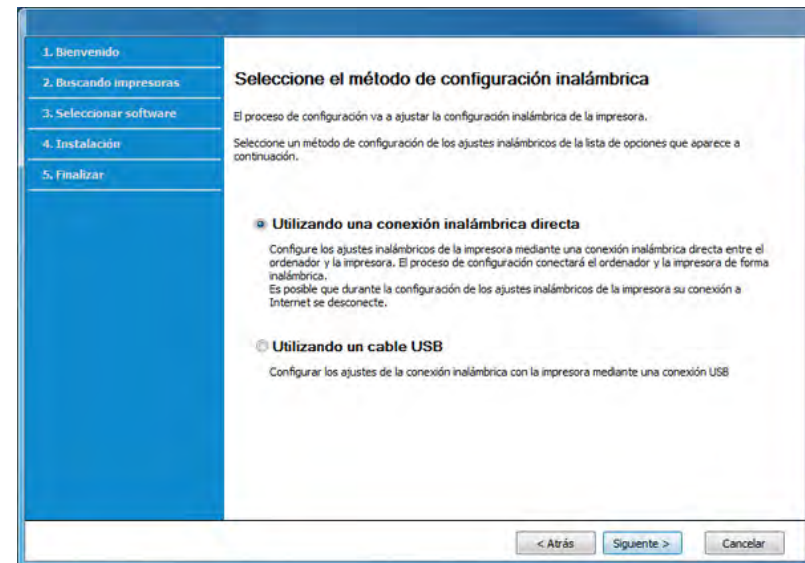 1. Bienvenido
2. Buscando impresoras
3. Seleccionar software
4. Instalación
5. Finalizar
Seleccione el método de configuración inalámbrica
El proceso de configuración va a ajustar la configuración inalámbrica de la impresora.
Seleccione un método de configuración de los ajustes inalámbricos de la lista de opciones que aparece a
continuación.
Utilizando una conexión inalámbrica directa
Configure los ajustes inalámbricos de la impresora mediante una conexión inalámbrica directa entre el
ordenador y la impresora. El proceso de configuración conectará el ordenador y la impresora de forma
inalámbrica.
Es posible que durante la configuración de los ajustes inalámbricos de la impresora su conexión a
Internet se desconecte.
Utilizando un cable USB
Configurar los ajustes de la conexión inalámbrica con la impresora mediante una conexión USB
< Atrás
Siguiente >
Cancelar